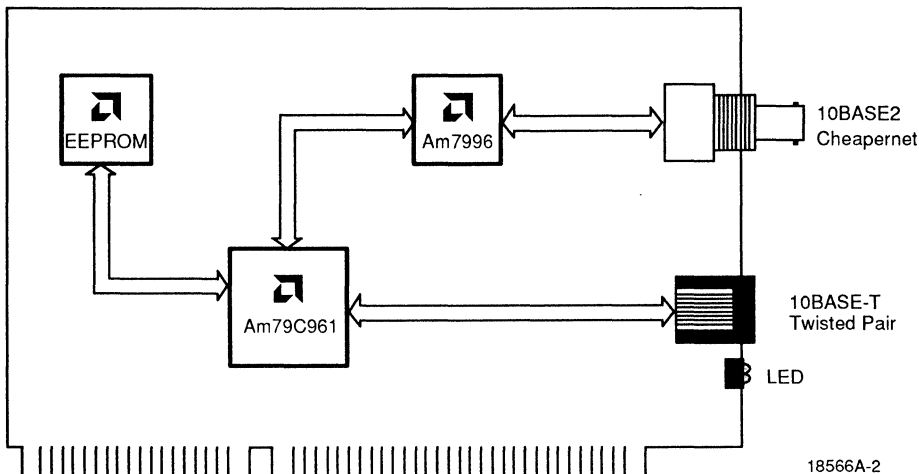 10BASE2
Cheapernet
EEPROM
Am7996
Am79C961
10BASE-T
Twisted Pair
LED
18566A-2